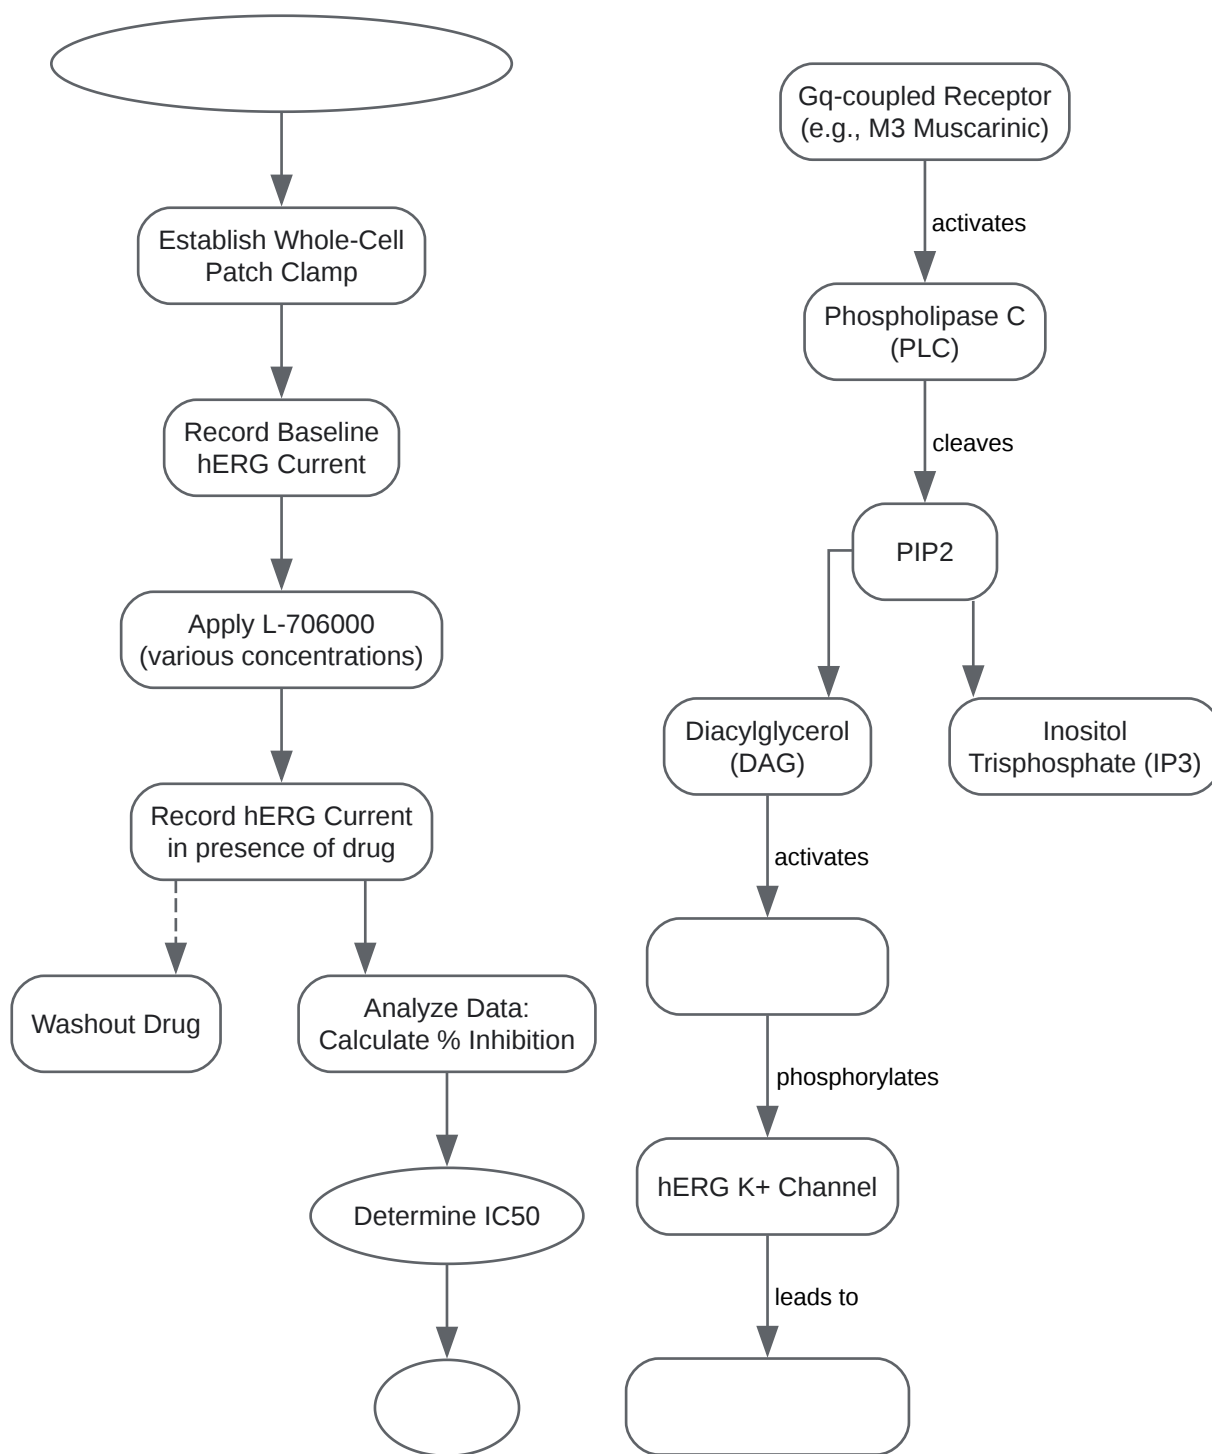 Establish Whole-Cell
Patch Clamp
Record Baseline
hERG Current
Apply L-706000
(various concentrations)
Record hERG Current
in presence of drug
Washout Drug
Analyze Data:
Calculate % Inhibition
Determine IC50
Gq-coupled Receptor
(e.g., M3 Muscarinic)
activates
Phospholipase C
(PLC)
cleaves
PIP2
Diacylglycerol
(DAG)
Inositol
Trisphosphate (IP3)
activates
phosphorylates
hERG K+ Channel
leads to